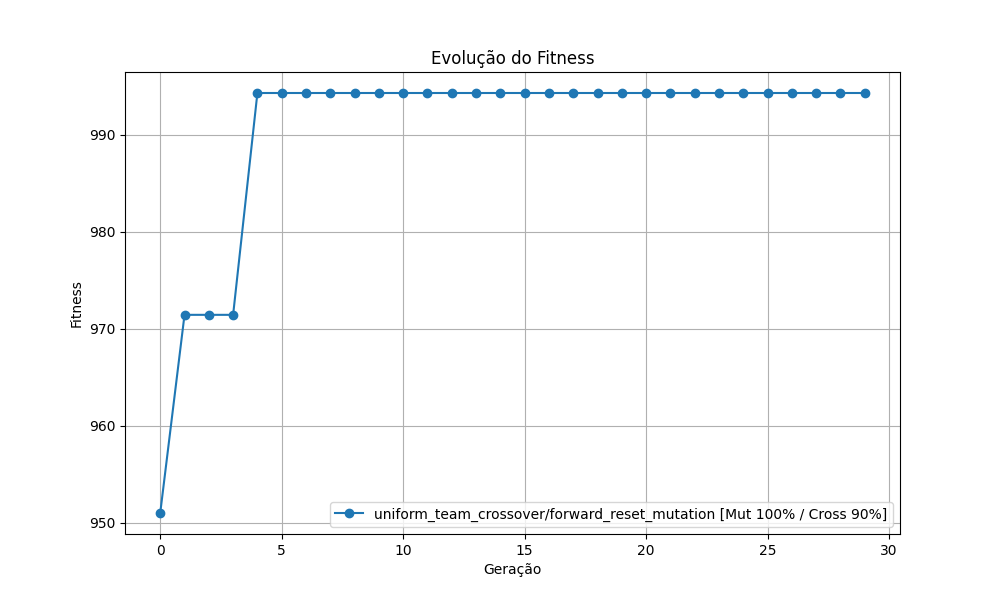 Evolução do Fitness
Fitness
990
980
970
960
950
uniform_team_crossover/forward_reset_mutation [Mut 100% / Cross 90%]
0 5 10 15 20 25 30
Geração